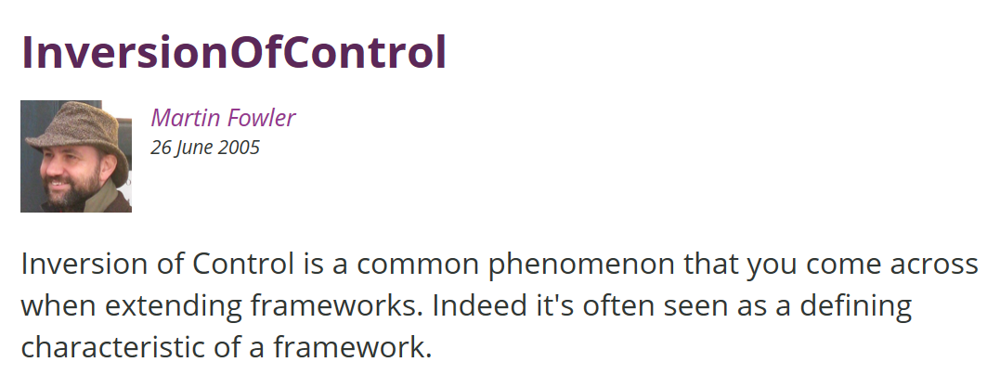 InversionOfControl
Martin Fowler
26 June 2005
Inversion of Control is a common phenomenon that you come across
when extending frameworks. Indeed it's often seen as a defining
characteristic of a framework.